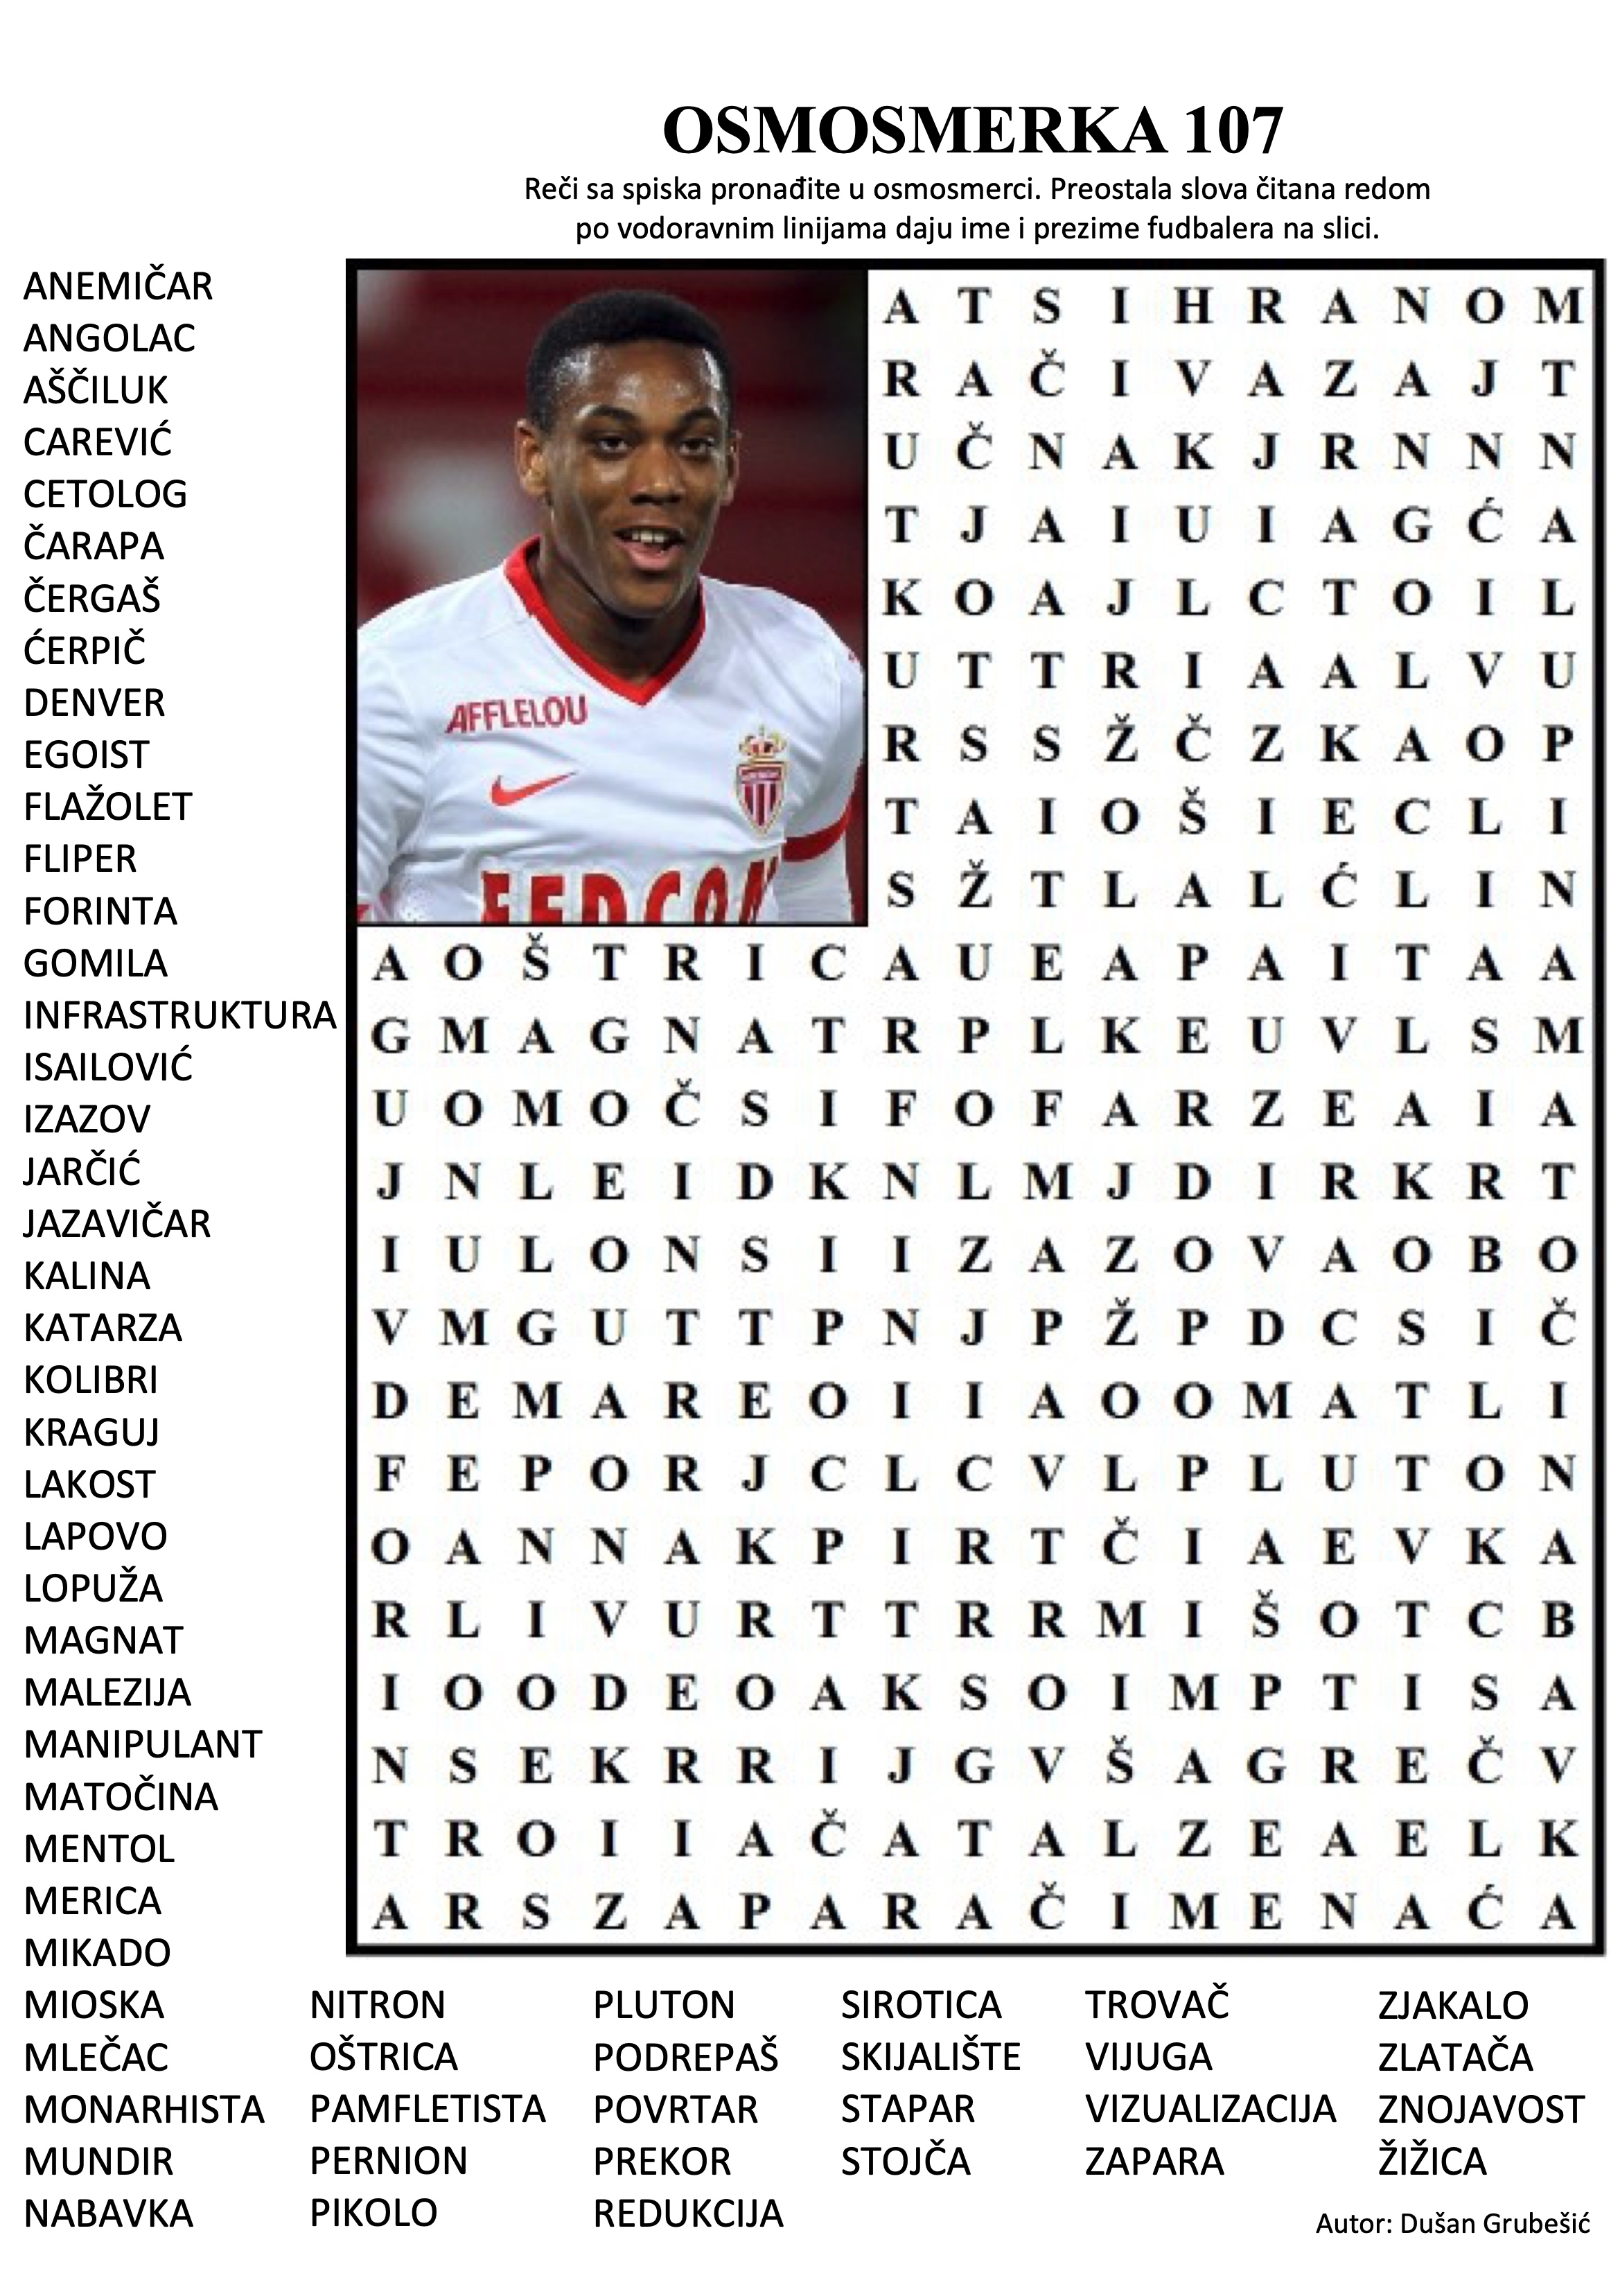 OSMOSMERKA 107
Reči sa spiska pronađite u osmosmerci. Preostala slova čitana redom
po vodoravnim linijama daju ime i prezime fudbalera na slici.
ANEMIČAR
ANGOLAC
AŠČILUK
CAREVIĆ
CETOLOG
ČARAPA
ČERGAŠ
ĆERPIČ
DENVER
EGOIST
FLAŽOLET
FLIPER
FORINTA
GOMILA
INFRASTRUKTURA
ISAILOVIĆ
IZAZOV
JARČIĆ
JAZAVIČAR
KALINA
KATARZA
KOLIBRI
KRAGUJ
LAKOST
LAPOVO
LOPUŽA
MAGNAT
MALEZIJA
MANIPULANT
MATOČINA
MENTOL
MERICA
MIKADO
MIOSKA
MLEČAC
MONARHISTA
MUNDIR
NABAVKA
A T S I H R A N O M
R A Č I V A Z A J T
U Č N A K J R N N N
T J A I U I A G Ć A
K O A J L C T O I L
U T T R I A A L V U
R S S Ž Č Z K A O P
T A I O Š I E C L I
S Ž T L A L Ć L I N
A O Š T R I C A U E A P A I T A A
G M A G N A T R P L K E U V L S M
U O M O Č S I F O F A R Z E A I A
J N L E I D K N L M J D I R K R T
I U L O N S I I Z A Z O V A O B O
V M G U T T P N J P Ž P D C S I Č
D E M A R E O I I A O O M A T L I
F E P O R J C L C V L P L U T O N
O A N N A K P I R T Č I A E V K A
R L I V U R T T R R M I Š O T C B
I O O D E O A K S O I M P T I S A
N S E K R R I J G V Š A G R E Č V
T R O I I A Č A T A L Z E A E L K
A R S Z A P A R A Č I M E N A Ć A
AFFLELOU
FEDCOM
NITRON
OŠTRICA
PAMFLETISTA
PERNION
PIKOLO
PLUTON
PODREPAŠ
POVRTAR
PREKOR
REDUKCIJA
SIROTICA
SKIJALIŠTE
STAPAR
STOJČA
TROVAČ
VIJUGA
VIZUALIZACIJA
ZAPARA
ZJAKALO
ZLATAČA
ZNOJAVOST
ŽIŽICA
Autor: Dušan Grubešić